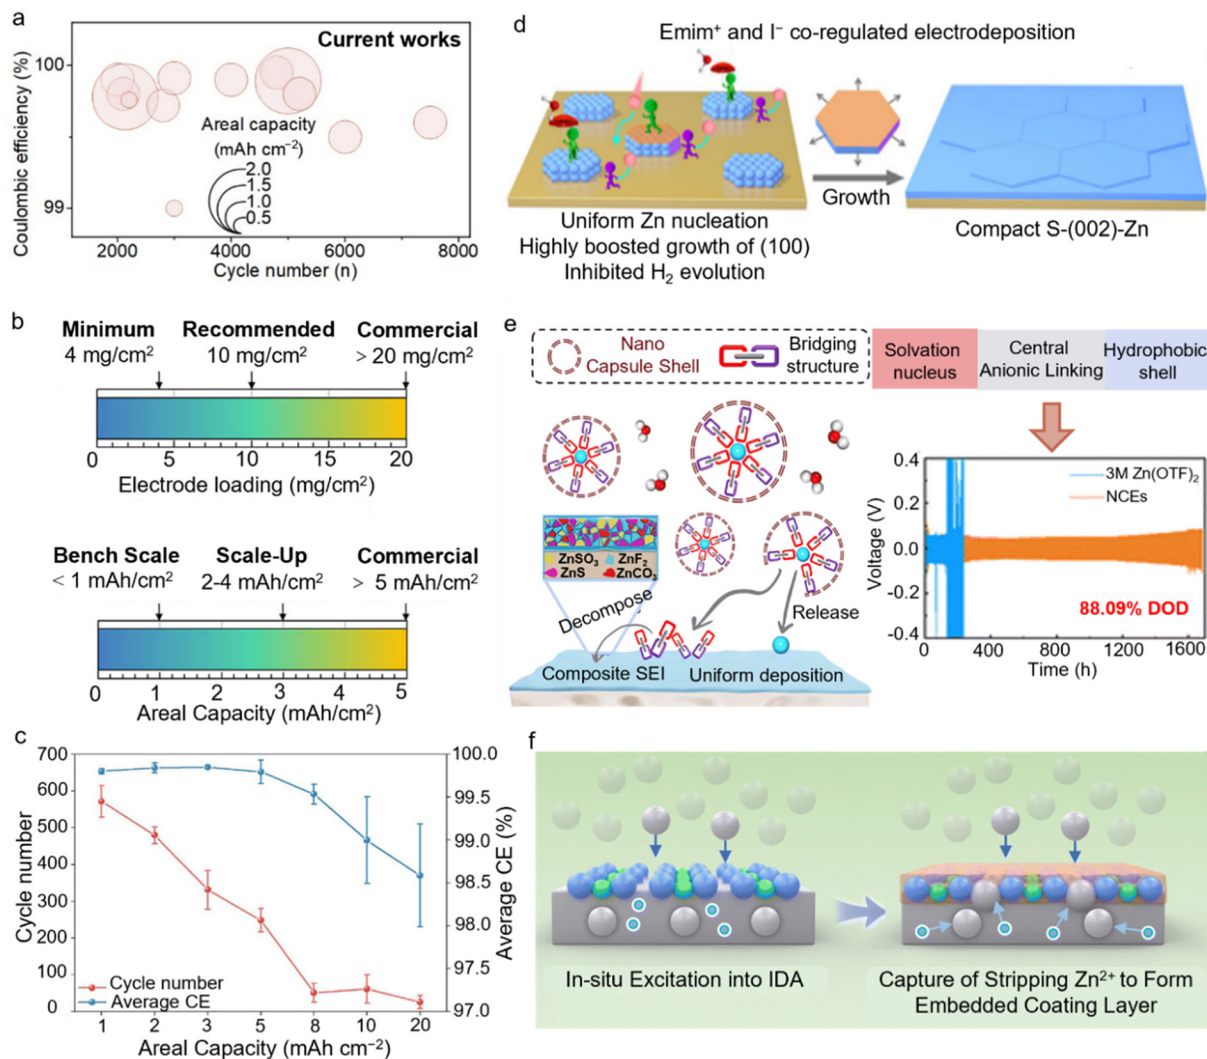 a
Current works
Coulombic efficiency (%)
100
99
Areal capacity
(mAh cm⁻²)
2.0
1.5
1.0
0.5
2000
4000
6000
8000
Cycle number (n)
b
Minimum
Recommended
Commercial
4 mg/cm²
10 mg/cm²
> 20 mg/cm²
0
5
10
15
20
Electrode loading (mg/cm²)
Bench Scale
Scale-Up
Commercial
< 1 mAh/cm²
2-4 mAh/cm²
> 5 mAh/cm²
0
1
2
3
4
5
Areal Capacity (mAh/cm²)
c
Cycle number
700
600
500
400
300
200
100
0
Cycle number
Average CE
100.0
99.5
99.0
98.5
98.0
97.5
97.0
Average CE (%)
1
2
3
5
8
10
20
Areal Capacity (mAh cm⁻²)
d
Emim⁺ and I⁻ co-regulated electrodeposition
Growth
Uniform Zn nucleation
Highly boosted growth of (100)
Inhibited H₂ evolution
Compact S-(002)-Zn
e
Nano
Capsule Shell
Bridging
structure
Solvation
nucleus
Central
Anionic Linking
Hydrophobic
shell
ZnSO₃
ZnF₂
ZnS
ZnCO₃
Decompose
Release
Composite SEI
Uniform deposition
Voltage (V)
0.4
0.2
0.0
-0.2
-0.4
3M Zn(OTF)₂
NCEs
88.09% DOD
0
400
800
1200
1600
Time (h)
f
In-situ Excitation into IDA
Capture of Stripping Zn²⁺ to Form
Embedded Coating Layer